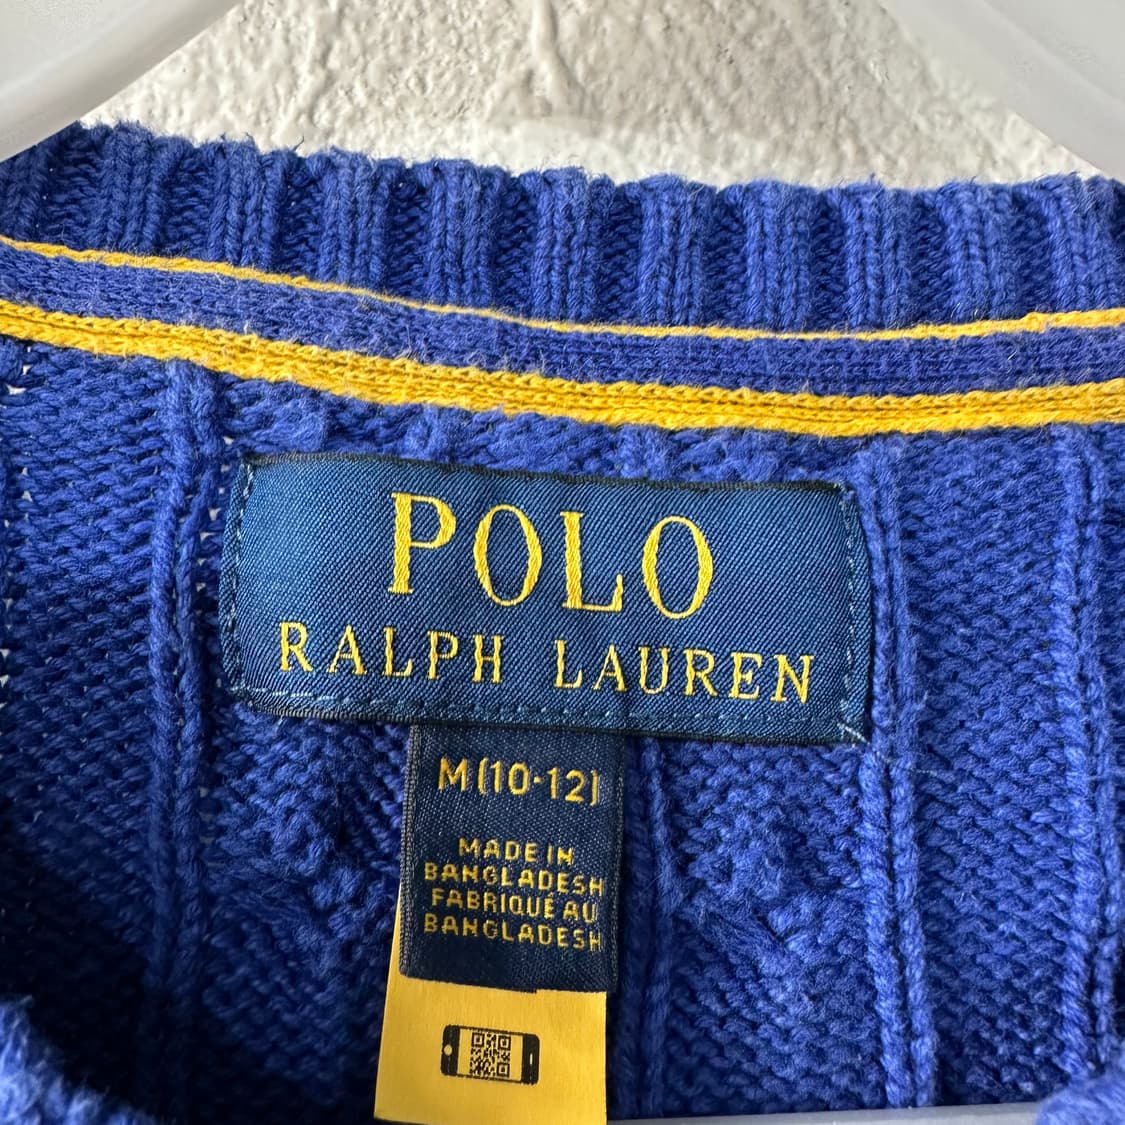 POLO
RALPH LAUREN
M(10-12)
MADE IN
BANGLADESH
FABRIQUÉ AU
BANGLADESH